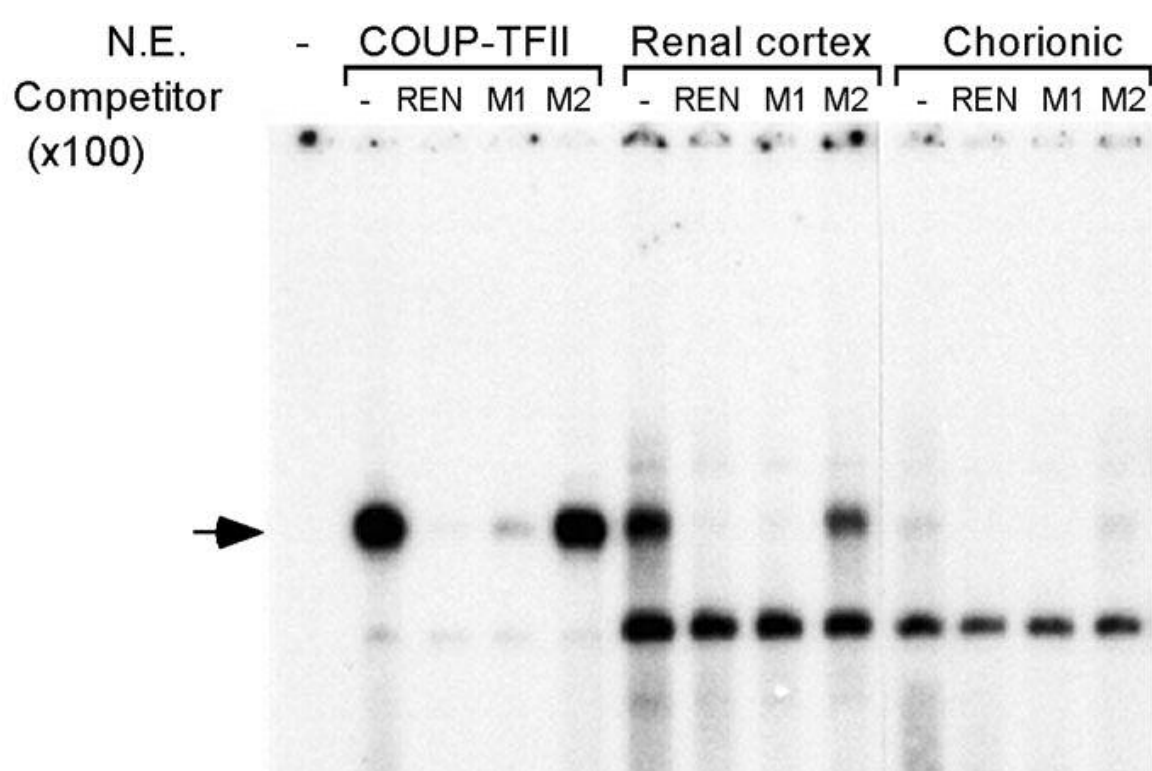 N.E. - COUP-TFII Renal cortex Chorionic
Competitor - REN M1 M2 - REN M1 M2 - REN M1 M2
(x100)